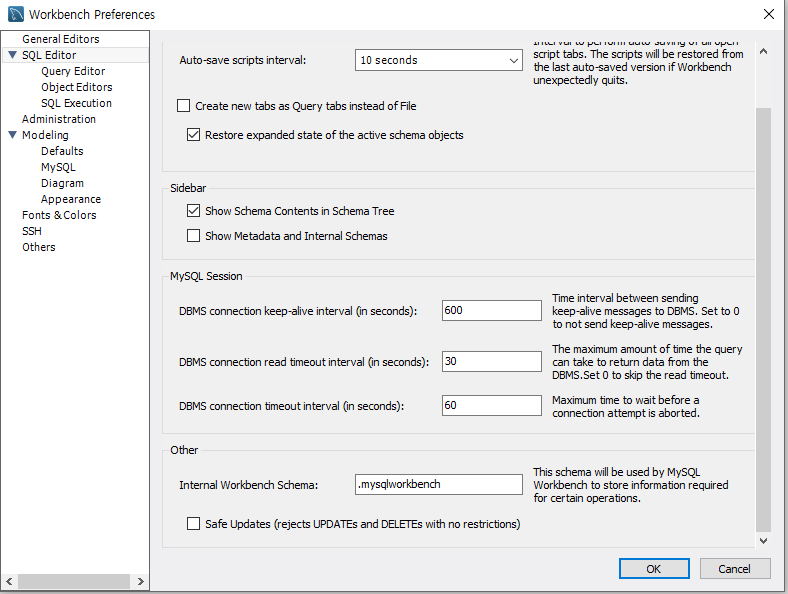 Workbench Preferences
General Editors
SQL Editor
Query Editor
Object Editors
SQL Execution
Administration
Modeling
Defaults
MySQL
Diagram
Appearance
Fonts & Colors
SSH
Others
Auto-save scripts interval:
10 seconds
Interval to perform auto-saving of all open
script tabs. The scripts will be restored from
the last auto-saved version if Workbench
unexpectedly quits.
Create new tabs as Query tabs instead of File
Restore expanded state of the active schema objects
Sidebar
Show Schema Contents in Schema Tree
Show Metadata and Internal Schemas
MySQL Session
DBMS connection keep-alive interval (in seconds):
600
Time interval between sending
keep-alive messages to DBMS. Set to 0
to not send keep-alive messages.
DBMS connection read timeout interval (in seconds):
30
The maximum amount of time the query
can take to return data from the
DBMS.Set 0 to skip the read timeout.
DBMS connection timeout interval (in seconds):
60
Maximum time to wait before a
connection attempt is aborted.
Other
Internal Workbench Schema:
.mysqlworkbench
This schema will be used by MySQL
Workbench to store information required
for certain operations.
Safe Updates (rejects UPDATEs and DELETEs with no restrictions)
OK
Cancel